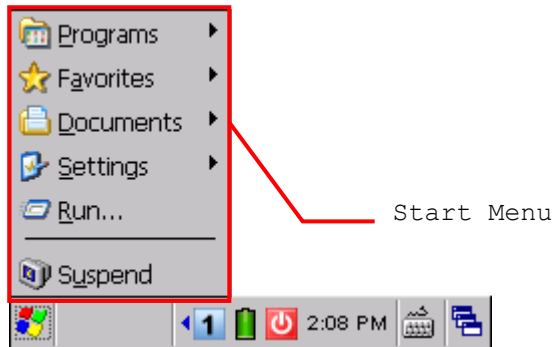 Programs
Favorites
Documents
Settings
Run...
Start Menu
Suspend
1 2:08 PM